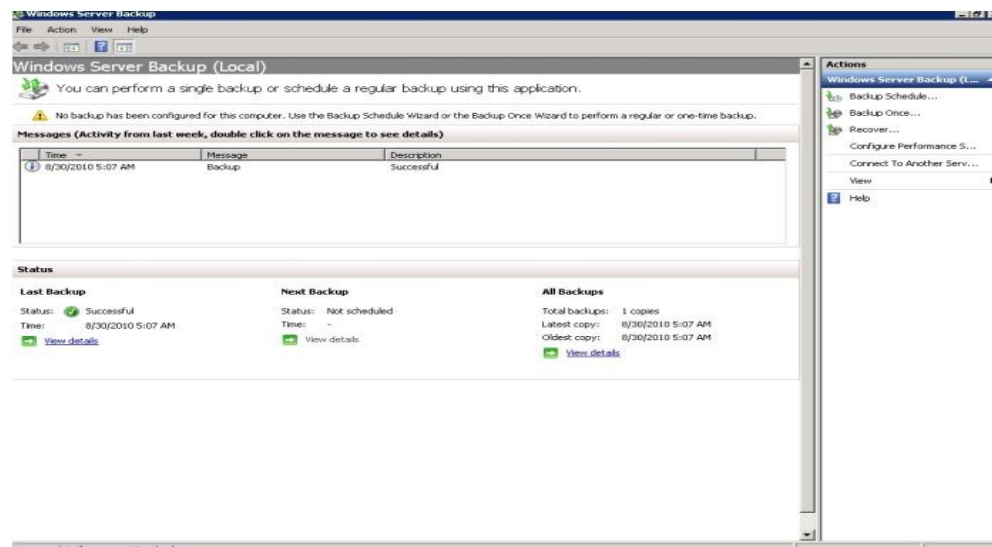 Windows Server Backup
File Action View Help
Windows Server Backup (Local)
You can perform a single backup or schedule a regular backup using this application.
No backup has been configured for this computer. Use the Backup Schedule Wizard or the Backup Once Wizard to perform a regular or one-time backup.
Messages (Activity from last week, double click on the message to see details)
Time Message Description
8/30/2010 5:07 AM Backup Successful
Status
Last Backup Next Backup All Backups
Status: Successful Status: Not scheduled Total backups: 1 copies
Time: 8/30/2010 5:07 AM Time: - Latest copy: 8/30/2010 5:07 AM
View details View details Oldest copy: 8/30/2010 5:07 AM
View details
Actions
Windows Server Backup (L...
Backup Schedule...
Backup Once...
Recover...
Configure Performance S...
Connect To Another Serv...
View
Help